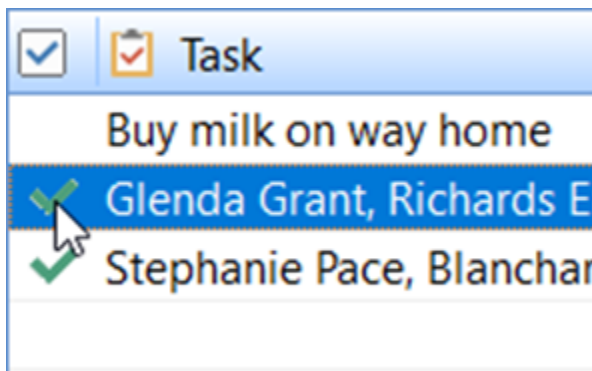 Task
Buy milk on way home
Glenda Grant, Richards E
Stephanie Pace, Blanchar